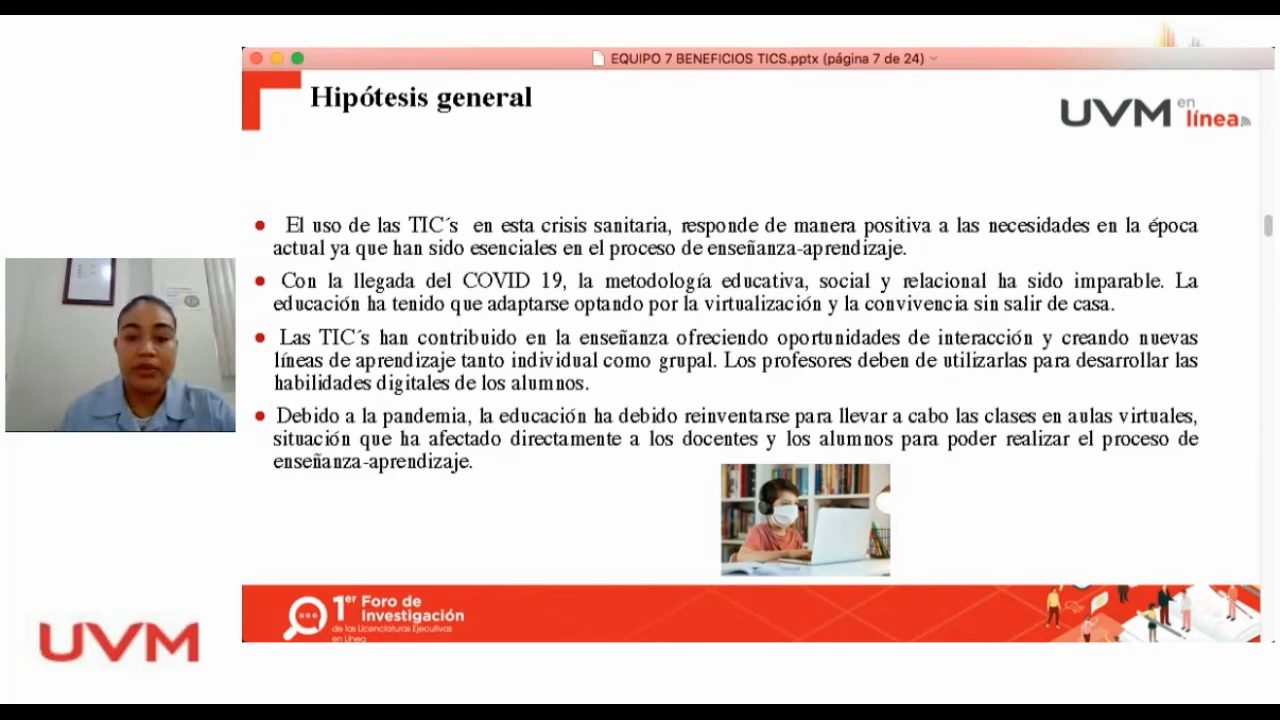 EQUIPO 7 BENEFICIOS TICS.pptx (página 7 de 24)
Hipótesis general
UVM en línea
El uso de las TIC´s en esta crisis sanitaria, responde de manera positiva a las necesidades en la época
actual ya que han sido esenciales en el proceso de enseñanza-aprendizaje.
Con la llegada del COVID 19, la metodología educativa, social y relacional ha sido imparable. La
educación ha tenido que adaptarse optando por la virtualización y la convivencia sin salir de casa.
Las TIC´s han contribuido en la enseñanza ofreciendo oportunidades de interacción y creando nuevas
líneas de aprendizaje tanto individual como grupal. Los profesores deben de utilizarlas para desarrollar las
habilidades digitales de los alumnos.
Debido a la pandemia, la educación ha debido reinventarse para llevar a cabo las clases en aulas virtuales,
situación que ha afectado directamente a los docentes y los alumnos para poder realizar el proceso de
enseñanza-aprendizaje.
1er Foro de
Investigación
de las Licenciaturas Ejecutivas
en Línea
UVM